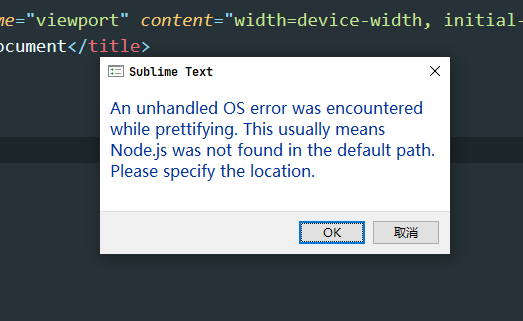 me="viewport" content="width=device-width, initial-
ocument</title>
Sublime Text
An unhandled OS error was encountered
while prettifying. This usually means
Node.js was not found in the default path.
Please specify the location.
OK
取消